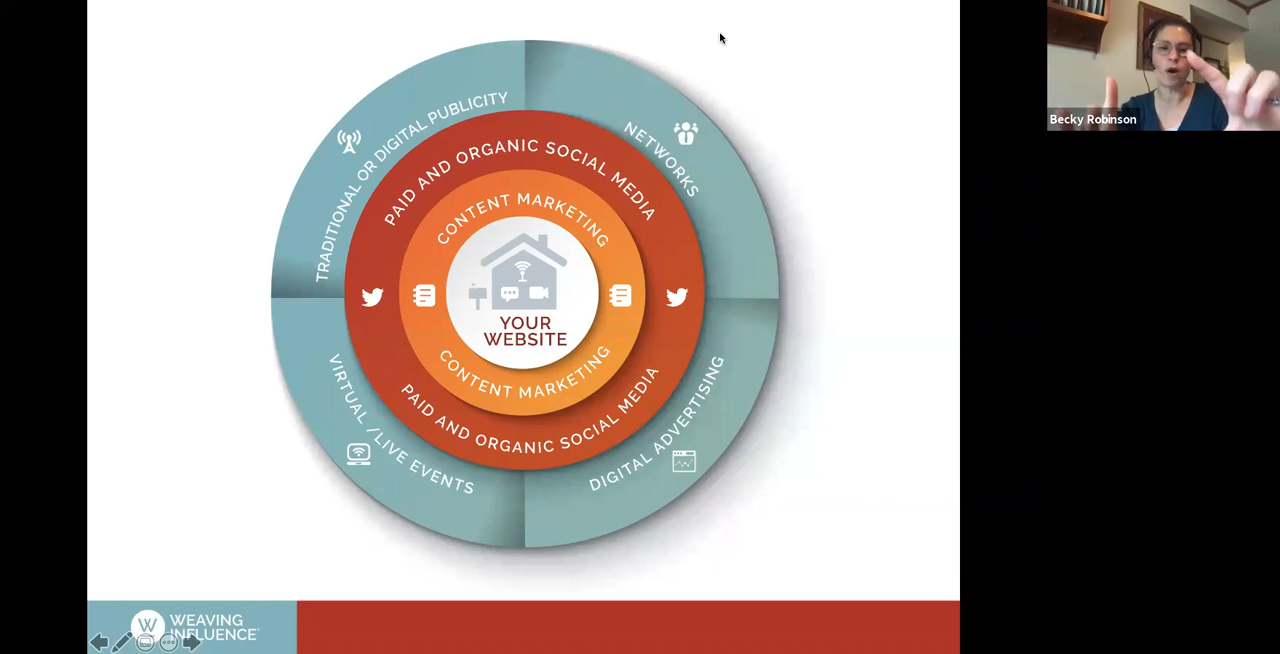 TRADITIONAL OR DIGITAL PUBLICITY
NETWORKS
PAID AND ORGANIC SOCIAL MEDIA
CONTENT MARKETING
YOUR
WEBSITE
CONTENT MARKETING
PAID AND ORGANIC SOCIAL MEDIA
VIRTUAL / LIVE EVENTS
DIGITAL ADVERTISING
W
WEAVING
INFLUENCE
Becky Robinson